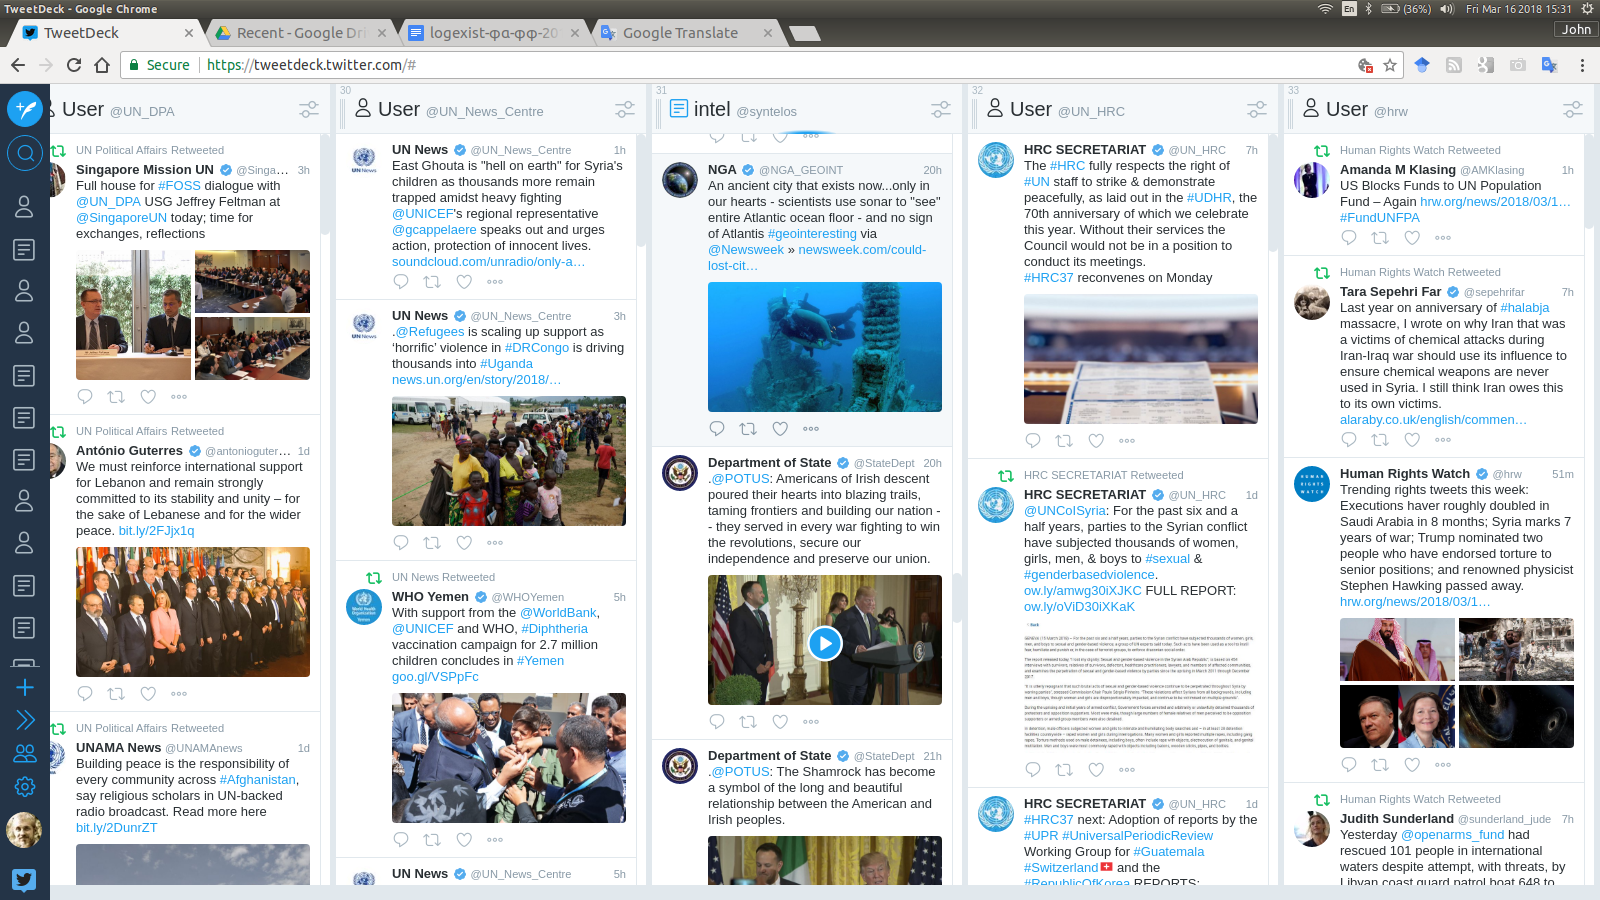 TweetDeck - Google Chrome
En
(36%)
Fri Mar 16 2018 15:31
TweetDeck
Recent - Google Dri
logexist-φα-φφ-20
Google Translate
John
Secure
https://tweetdeck.twitter.com/#
User @UN_DPA
UN Political Affairs Retweeted
Singapore Mission UN @Singa... 3h
Full house for #FOSS dialogue with
@UN_DPA USG Jeffrey Feltman at
@SingaporeUN today; time for
exchanges, reflections
UN Political Affairs Retweeted
António Guterres @antonioguter... 1d
We must reinforce international support
for Lebanon and remain strongly
committed to its stability and unity – for
the sake of Lebanese and for the wider
peace. bit.ly/2FJjx1q
UN Political Affairs Retweeted
UNAMA News @UNAMAnews 1d
Building peace is the responsibility of
every community across #Afghanistan,
say religious scholars in UN-backed
radio broadcast. Read more here
bit.ly/2DunrZT
30
User @UN_News_Centre
UN News @UN_News_Centre 1h
East Ghouta is "hell on earth" for Syria's
children as thousands more remain
trapped amidst heavy fighting
@UNICEF's regional representative
@gcappelaere speaks out and urges
action, protection of innocent lives.
soundcloud.com/unradio/only-a…
UN News @UN_News_Centre 3h
.@Refugees is scaling up support as
‘horrific’ violence in #DRCongo is driving
thousands into #Uganda
news.un.org/en/story/2018/…
UN News Retweeted
WHO Yemen @WHOYemen 5h
With support from the @WorldBank,
@UNICEF and WHO, #Diphtheria
vaccination campaign for 2.7 million
children concludes in #Yemen
goo.gl/VSPpFc
UN News @UN_News_Centre 5h
31
intel @syntelos
NGA @NGA_GEOINT 20h
An ancient city that exists now...only in
our hearts - scientists use sonar to "see"
entire Atlantic ocean floor - and no sign
of Atlantis #geointeresting via
@Newsweek » newsweek.com/could-
lost-cit…
Department of State @StateDept 20h
.@POTUS: Americans of Irish descent
poured their hearts into blazing trails,
taming frontiers and building our nation -
- they served in every war fighting to win
the revolutions, secure our
independence and preserve our union.
Department of State @StateDept 21h
.@POTUS: The Shamrock has become
a symbol of the long and beautiful
relationship between the American and
Irish peoples.
32
User @UN_HRC
HRC SECRETARIAT @UN_HRC 7h
The #HRC fully respects the right of
#UN staff to strike & demonstrate
peacefully, as laid out in the #UDHR, the
70th anniversary of which we celebrate
this year. Without their services the
Council would not be in a position to
conduct its meetings.
#HRC37 reconvenes on Monday
HRC SECRETARIAT Retweeted
HRC SECRETARIAT @UN_HRC 1d
@UNCoISyria: For the past six and a
half years, parties to the Syrian conflict
have subjected thousands of women,
girls, men, & boys to #sexual &
#genderbasedviolence.
ow.ly/amwg30iXJKC FULL REPORT:
ow.ly/oViD30iXKaK
HRC SECRETARIAT @UN_HRC 1d
#HRC37 next: Adoption of reports by the
#UPR #UniversalPeriodicReview
Working Group for #Guatemala
#Switzerland and the
#RepublicOfKorea REPORTS:
33
User @hrw
Human Rights Watch Retweeted
Amanda M Klasing @AMKlasing 1h
US Blocks Funds to UN Population
Fund – Again hrw.org/news/2018/03/1…
#FundUNFPA
Human Rights Watch Retweeted
Tara Sepehri Far @sepehrifar 7h
Last year on anniversary of #halabja
massacre, I wrote on why Iran that was
a victims of chemical attacks during
Iran-Iraq war should use its influence to
ensure chemical weapons are never
used in Syria. I still think Iran owes this
to its own victims.
alaraby.co.uk/english/commen…
Human Rights Watch @hrw 51m
Trending rights tweets this week:
Executions haver roughly doubled in
Saudi Arabia in 8 months; Syria marks 7
years of war; Trump nominated two
people who have endorsed torture to
senior positions; and renowned physicist
Stephen Hawking passed away.
hrw.org/news/2018/03/1…
Human Rights Watch Retweeted
Judith Sunderland @sunderland_jude 7h
Yesterday @openarms_fund had
rescued 101 people in international
waters despite attempt, with threats, by
Libyan coast guard patrol boat 648 to